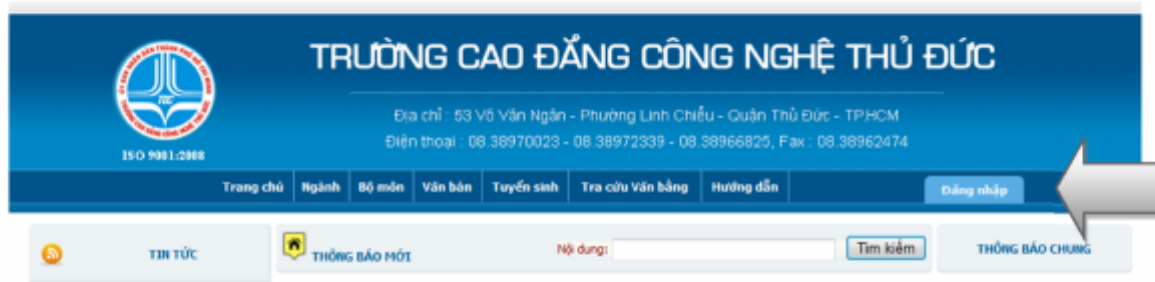 TRƯỜNG CAO ĐẲNG CÔNG NGHỆ THỦ ĐỨC
Địa chỉ : 53 Võ Văn Ngân - Phường Linh Chiểu - Quận Thủ Đức - TP.HCM
Điện thoại : 08.38970023 - 08.38972339 - 08.38966825, Fax : 08.38962474
TDC
ISO 9001:2008
Trang chủ Ngành Bộ môn Văn bản Tuyển sinh Tra cứu Văn bằng Hướng dẫn Đăng nhập
TIN TỨC THÔNG BÁO MỚI Nội dung: Tìm kiếm THÔNG BÁO CHUNG